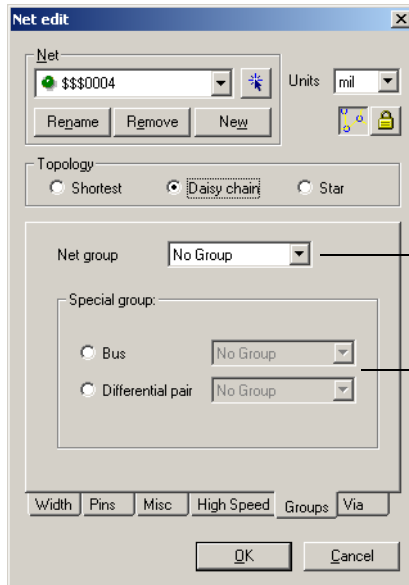 Net edit
Net
$$$0004
Units mil
Rename Remove New
Topology
Shortest Daisy chain Star
Net group No Group
Special group:
Bus No Group
Differential pair No Group
Width Pins Misc High Speed Groups Via
OK Cancel